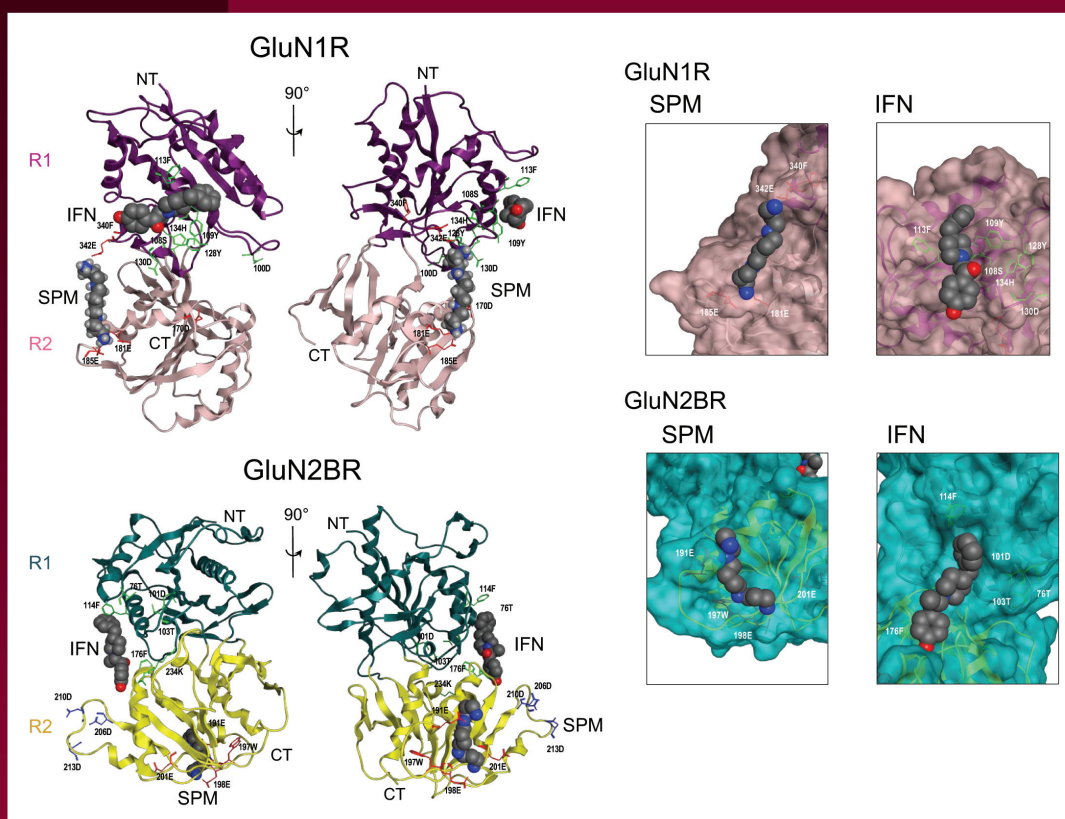 GluN1R
NT
90°
R1
113F
IFN
340F
134H
109Y
108S
128Y
342E
130D
100D
SPM
170D
R2
181E
CT
185E
NT
113F
108S
340F
134H
IFN
342E
128Y
109Y
100D
130D
SPM
170D
181E
CT
185E
GluN1R
SPM
340F
342E
185E
181E
IFN
109Y
113F
128Y
108S
134H
130D
GluN2BR
NT
90°
R1
76T
101D
114F
103T
IFN
176F
234K
210D
R2
191E
206D
197W
213D
CT
201E
198E
SPM
NT
114F
76T
101D
IFN
103T
176F
234K
206D
210D
191E
SPM
213D
197W
201E
CT
198E
GluN2BR
SPM
191E
201E
197W
198E
IFN
114F
101D
76T
103T
176F